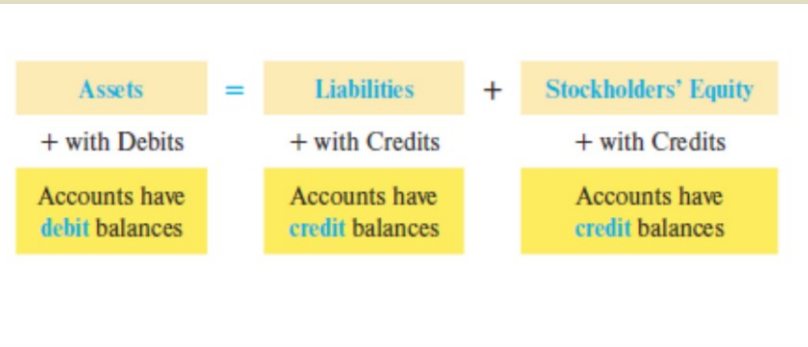 Assets = Liabilities + Stockholders' Equity
+ with Debits + with Credits + with Credits
Accounts have Accounts have Accounts have
debit balances credit balances credit balances